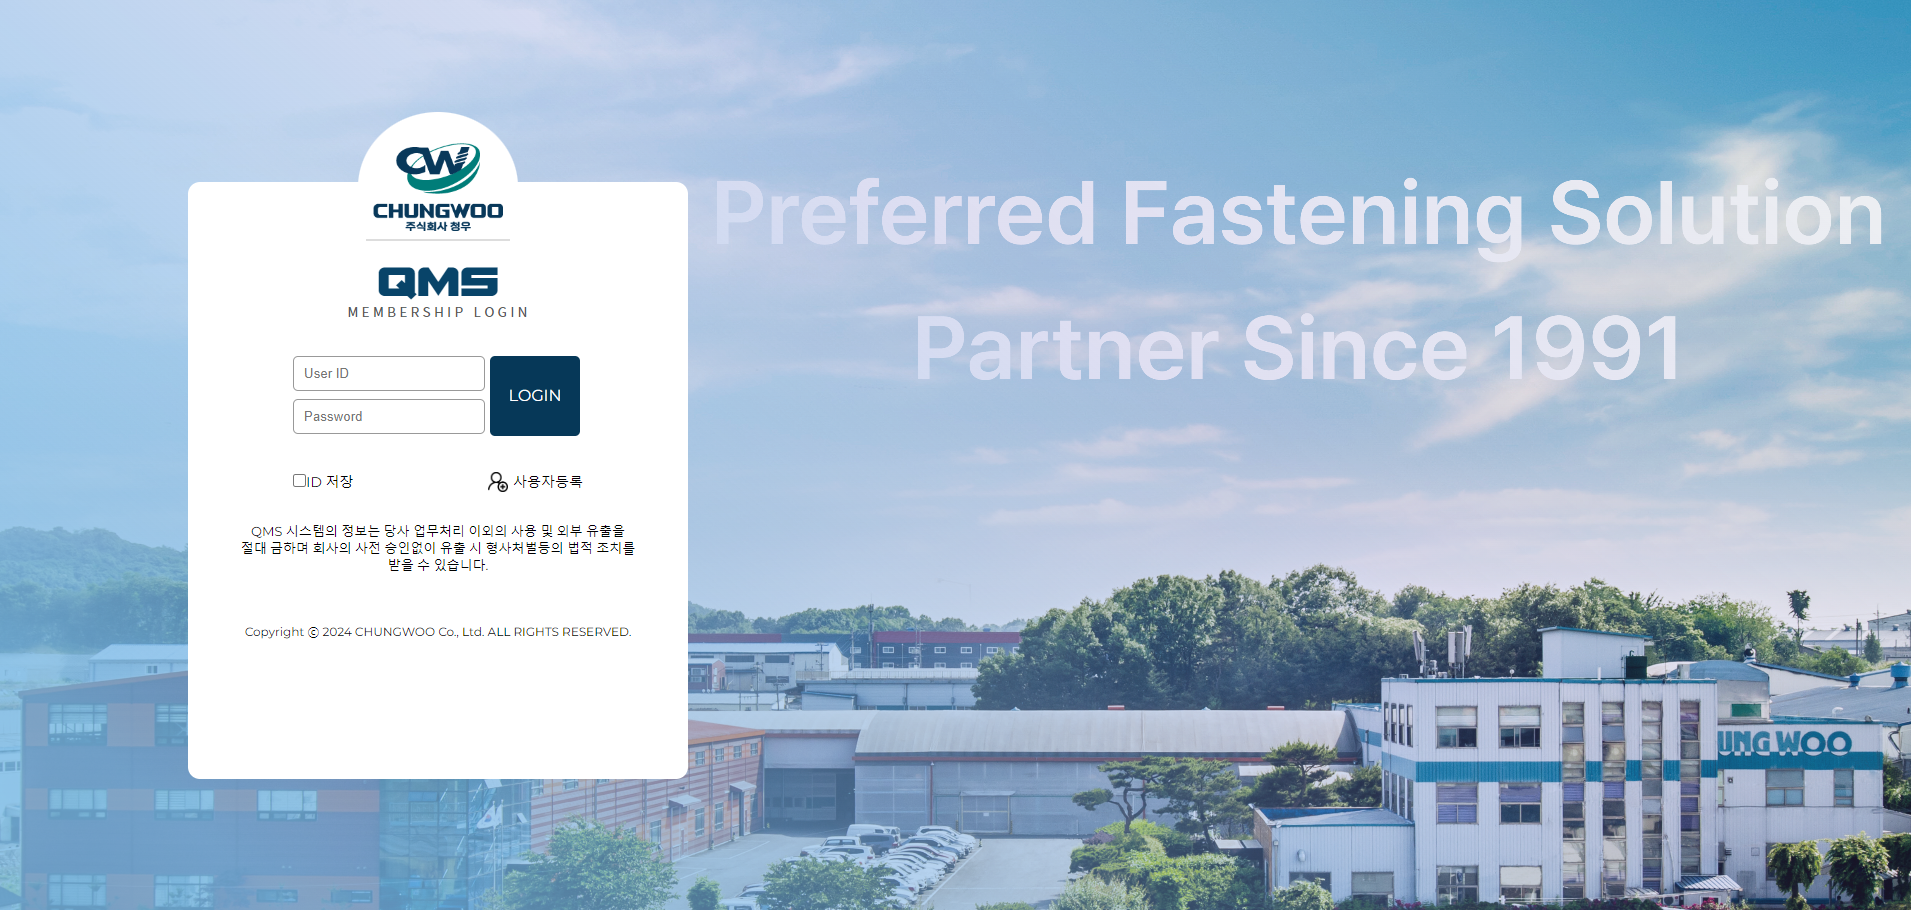 CW
CHUNGWOO
주식회사 청우
QMS
MEMBERSHIP LOGIN
User ID
Password
LOGIN
ID 저장
사용자등록
QMS 시스템의 정보는 당사 업무처리 이외의 사용 및 외부 유출을
절대 금하며 회사의 사전 승인없이 유출 시 형사처벌등의 법적 조치를
받을 수 있습니다.
Copyright ⓒ 2024 CHUNGWOO Co., Ltd. ALL RIGHTS RESERVED.
Preferred Fastening Solution
Partner Since 1991
UNG WOO